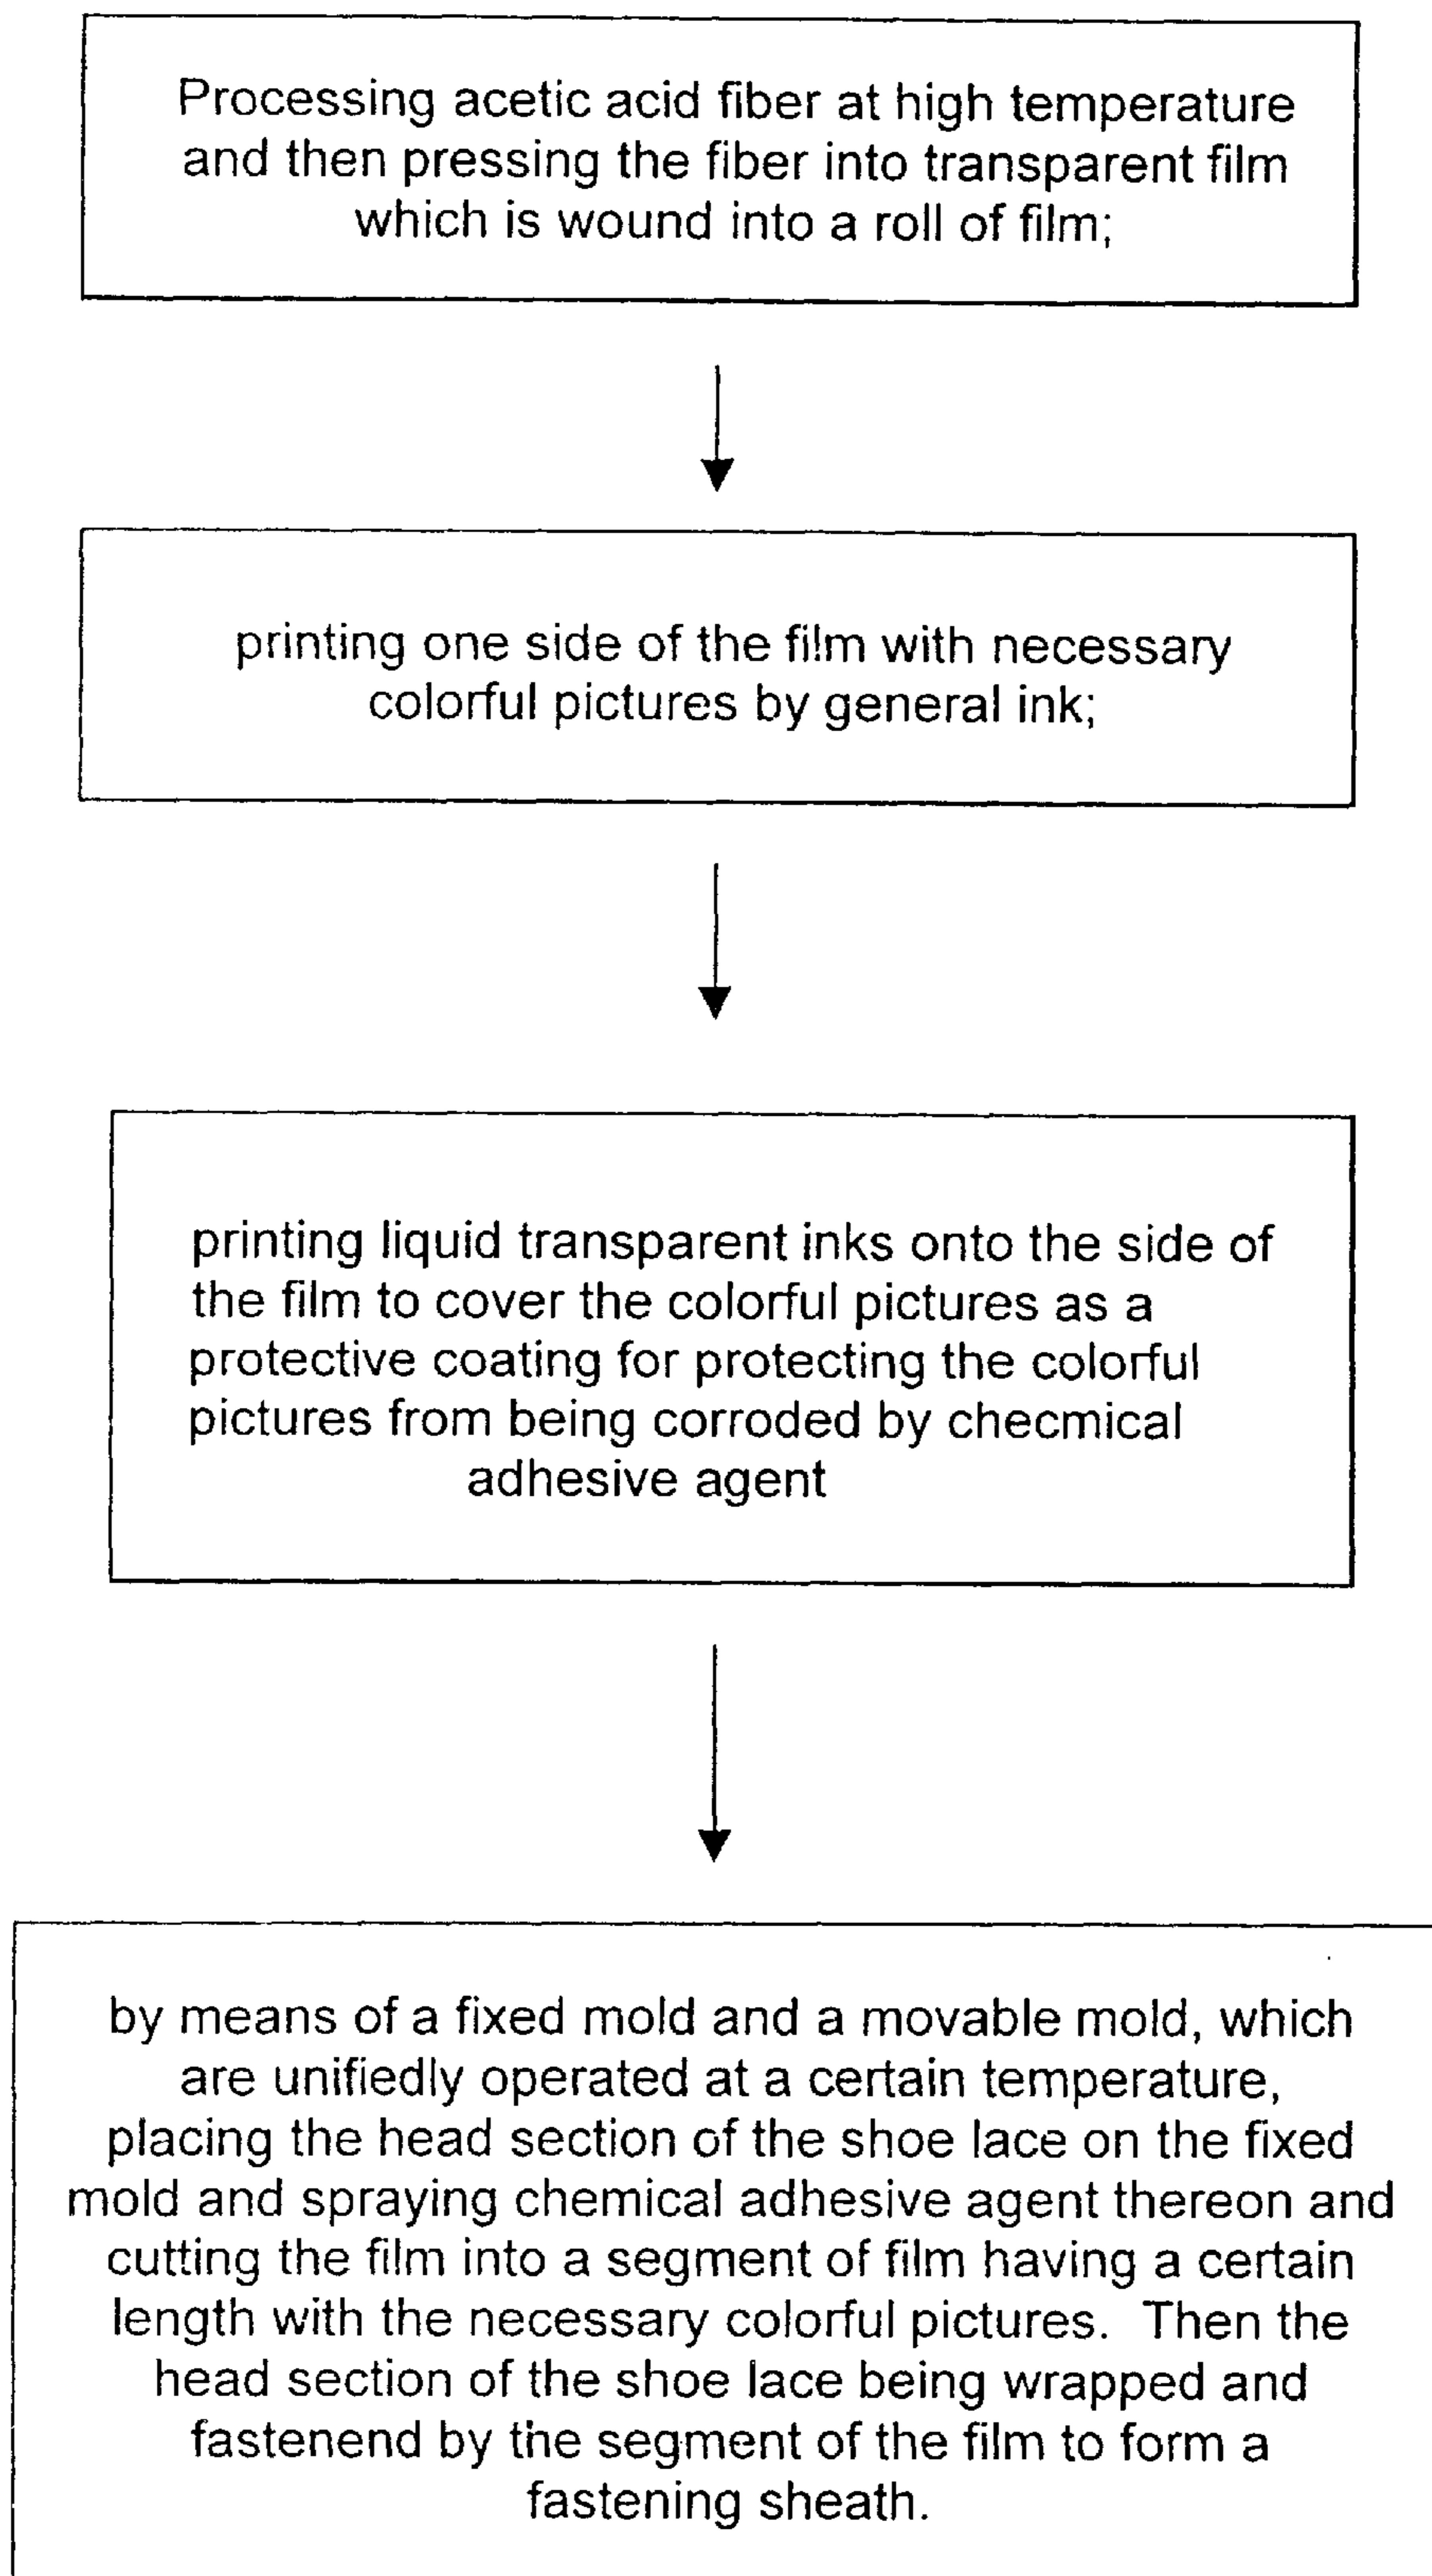 Processing acetic acid fiber at high temperature
and then pressing the fiber into transparent film
which is wound into a roll of film;
printing one side of the film with necessary
colorful pictures by general ink;
printing liquid transparent inks onto the side of
the film to cover the colorful pictures as a
protective coating for protecting the colorful
pictures from being corroded by checmical
adhesive agent
by means of a fixed mold and a movable mold, which
are unifiedly operated at a certain temperature,
placing the head section of the shoe lace on the fixed
mold and spraying chemical adhesive agent thereon and
cutting the film into a segment of film having a certain
length with the necessary colorful pictures. Then the
head section of the shoe lace being wrapped and
fastenend by the segment of the film to form a
fastening sheath.